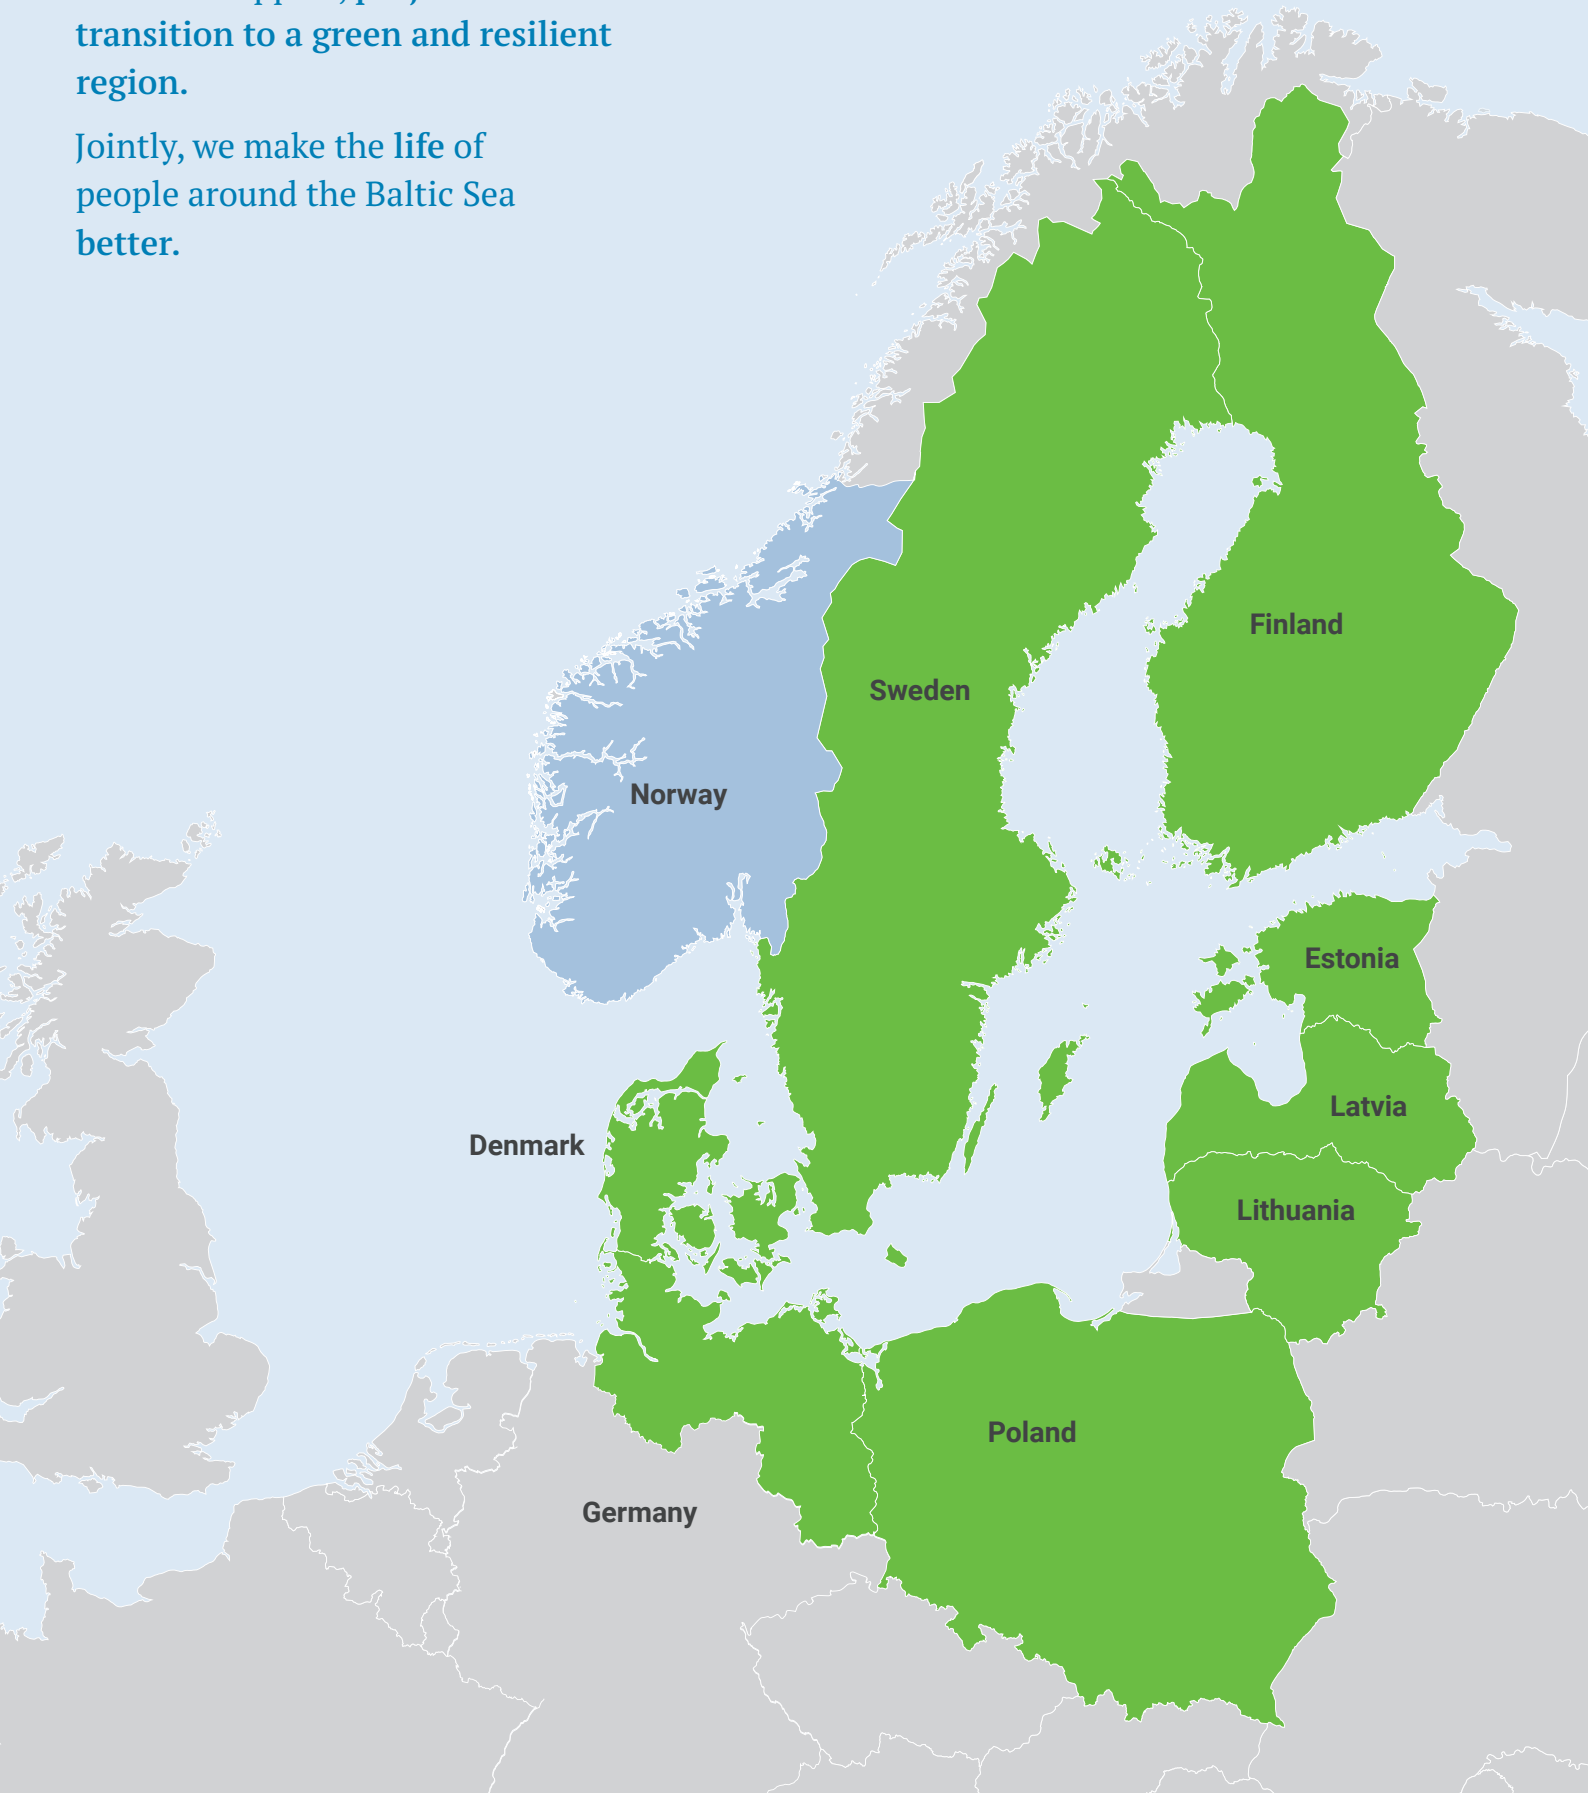 transition to a green and resilient
region.
Jointly, we make the life of
people around the Baltic Sea
better.
Finland
Sweden
Norway
Estonia
Latvia
Denmark
Lithuania
Poland
Germany